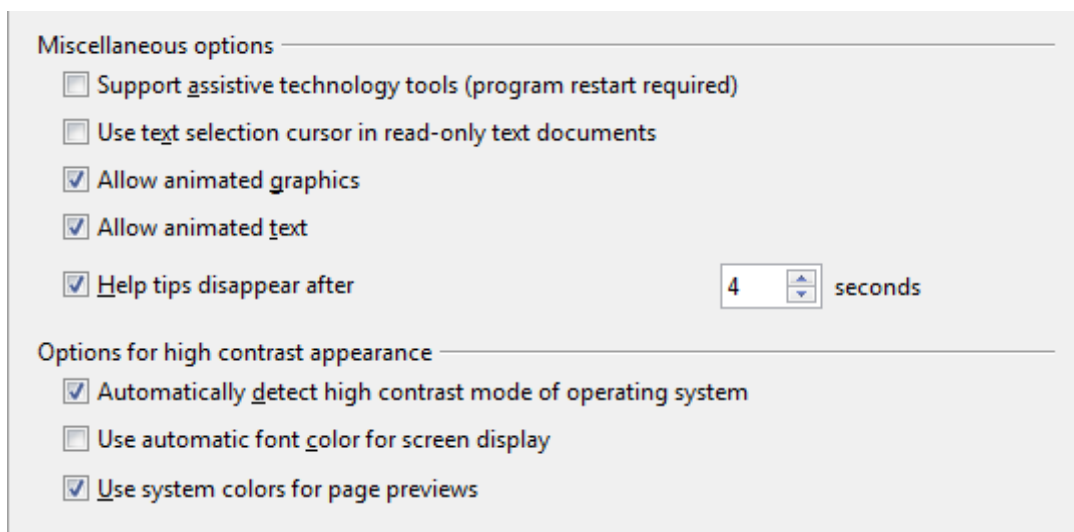 Miscellaneous options
Support assistive technology tools (program restart required)
Use text selection cursor in read-only text documents
Allow animated graphics
Allow animated text
Help tips disappear after 4 seconds
Options for high contrast appearance
Automatically detect high contrast mode of operating system
Use automatic font color for screen display
Use system colors for page previews